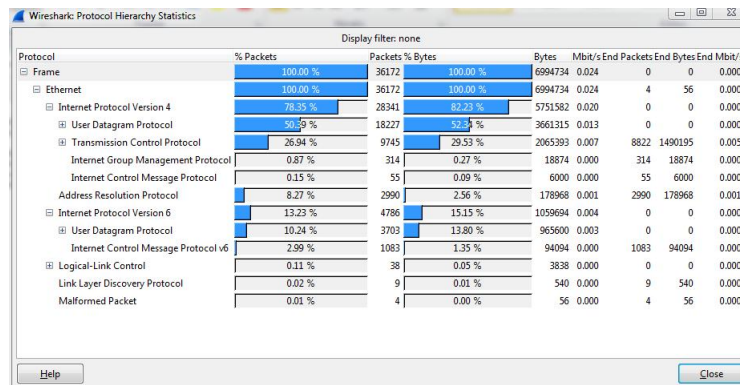 Wireshark: Protocol Hierarchy Statistics
Display filter: none
Protocol % Packets Packets % Bytes Bytes Mbit/s End Packets End Bytes End Mbit/
Frame 100.00 % 36172 100.00 % 6994734 0.024 0 0 0.000
Ethernet 100.00 % 36172 100.00 % 6994734 0.024 4 56 0.000
Internet Protocol Version 4 78.35 % 28341 82.23 % 5751582 0.020 0 0 0.000
User Datagram Protocol 50.39 % 18227 52.34 % 3661315 0.013 0 0 0.000
Transmission Control Protocol 26.94 % 9745 29.53 % 2065393 0.007 8822 1490195 0.005
Internet Group Management Protocol 0.87 % 314 0.27 % 18874 0.000 314 18874 0.000
Internet Control Message Protocol 0.15 % 55 0.09 % 6000 0.000 55 6000 0.000
Address Resolution Protocol 8.27 % 2990 2.56 % 178968 0.001 2990 178968 0.001
Internet Protocol Version 6 13.23 % 4786 15.15 % 1059694 0.004 0 0 0.000
User Datagram Protocol 10.24 % 3703 13.80 % 965600 0.003 0 0 0.000
Internet Control Message Protocol v6 2.99 % 1083 1.35 % 94094 0.000 1083 94094 0.000
Logical-Link Control 0.11 % 38 0.05 % 3838 0.000 0 0 0.000
Link Layer Discovery Protocol 0.02 % 9 0.01 % 540 0.000 9 540 0.000
Malformed Packet 0.01 % 4 0.00 % 56 0.000 4 56 0.000
Help Close